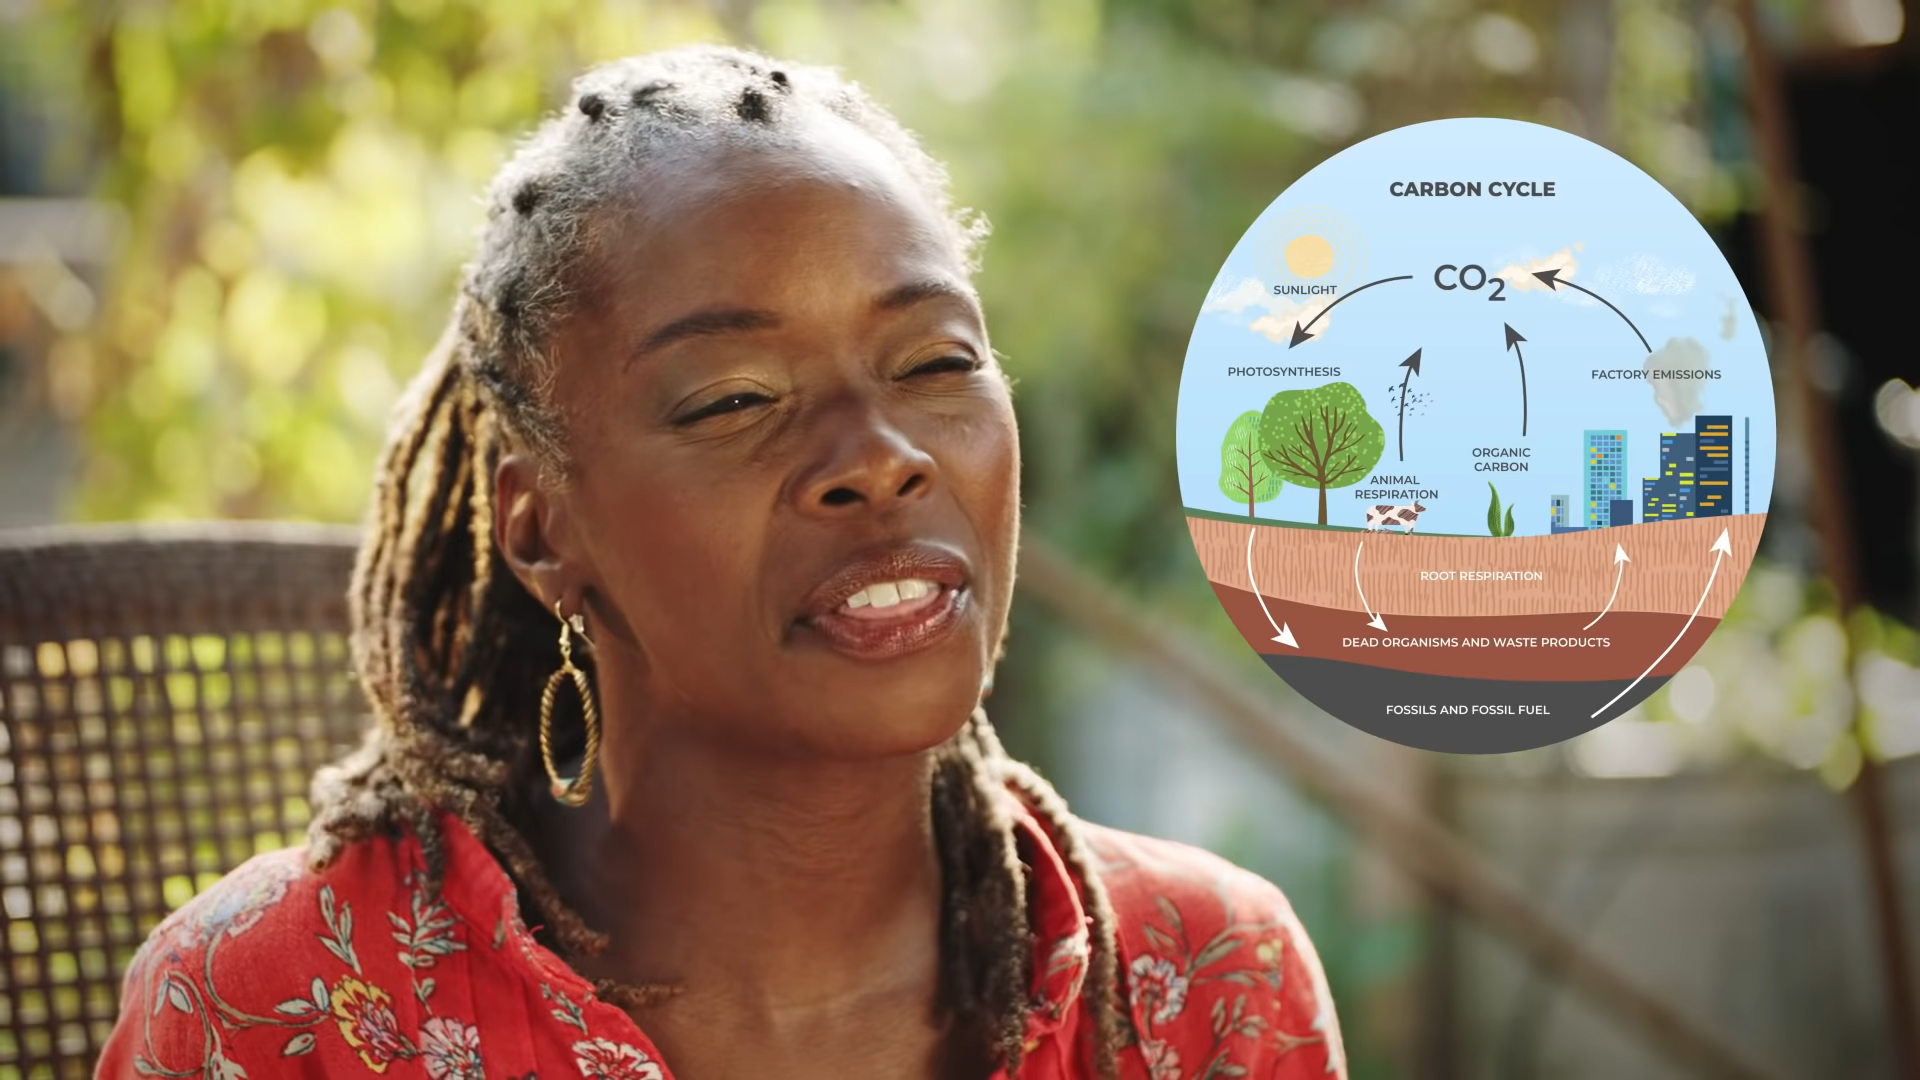 CARBON CYCLE
CO2
SUNLIGHT
PHOTOSYNTHESIS
FACTORY EMISSIONS
ORGANIC
CARBON
ANIMAL
RESPIRATION
ROOT RESPIRATION
DEAD ORGANISMS AND WASTE PRODUCTS
FOSSILS AND FOSSIL FUEL